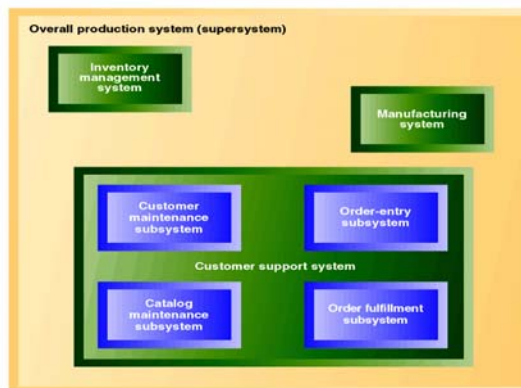 Overall production system (supersystem)
Inventory
management
system
Manufacturing
system
Customer
maintenance
subsystem
Order-entry
subsystem
Customer support system
Catalog
maintenance
subsystem
Order fulfillment
subsystem